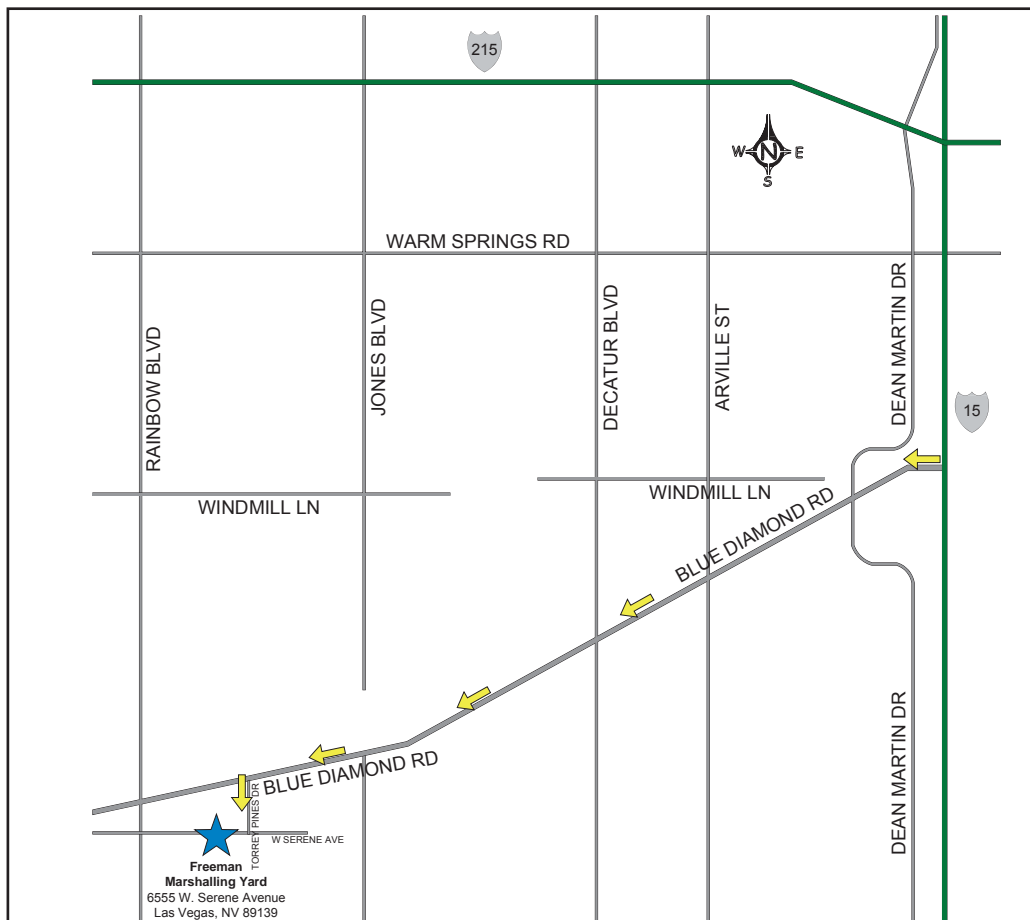 215
W N E
S
WARM SPRINGS RD
RAINBOW BLVD
JONES BLVD
DECATUR BLVD
ARVILLE ST
DEAN MARTIN DR
15
WINDMILL LN
WINDMILL LN
BLUE DIAMOND RD
BLUE DIAMOND RD
DEAN MARTIN DR
TORREY PINES DR
W SERENE AVE
Freeman
Marshalling Yard
6555 W. Serene Avenue
Las Vegas, NV 89139